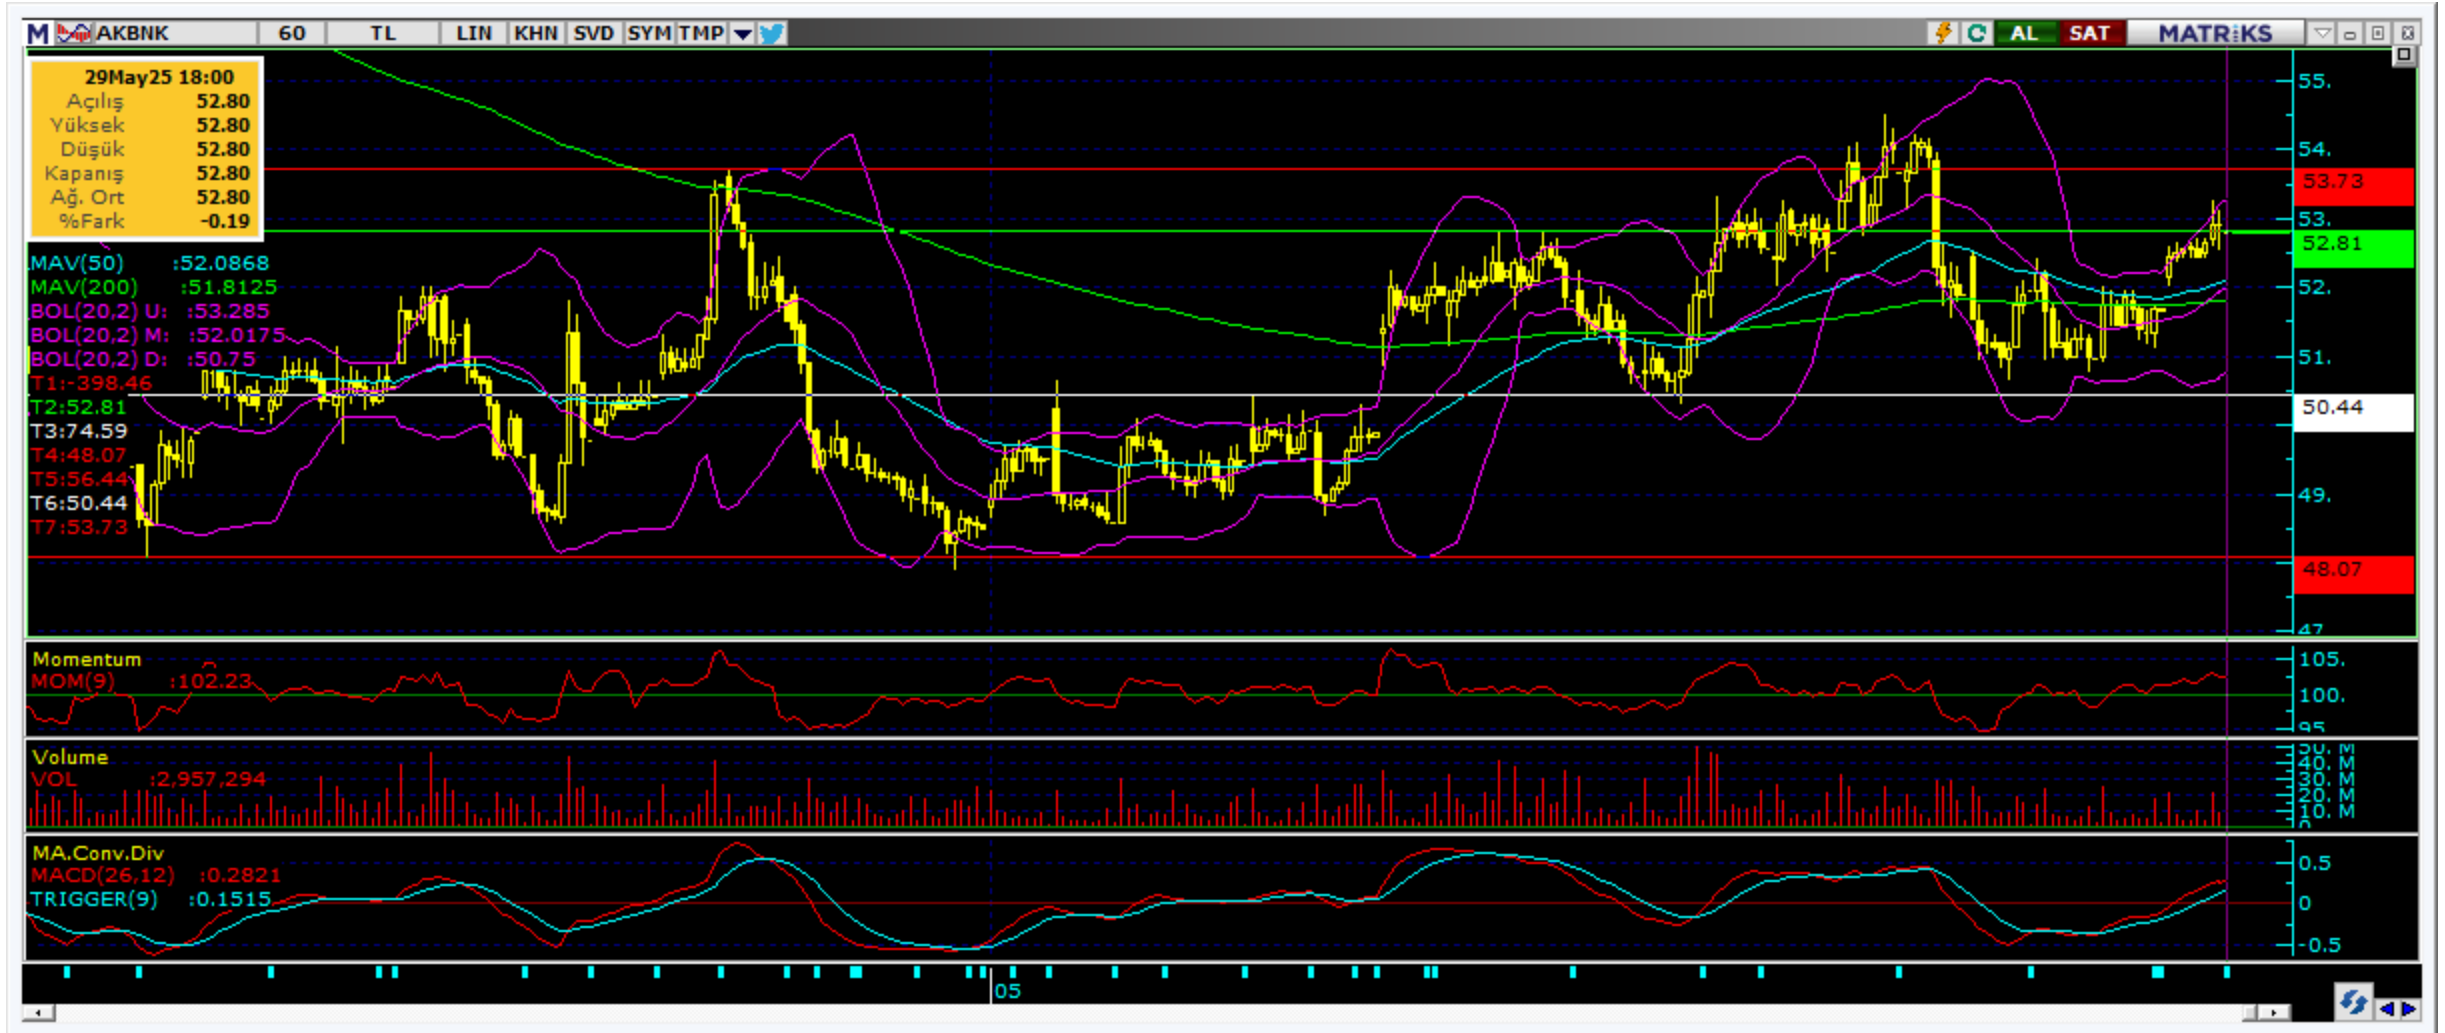 M AKBNK 60 TL LIN KHN SVD SYM TMP AL SAT MATRiKS
29May25 18:00
Açılış 52.80
Yüksek 52.80
Düşük 52.80
Kapanış 52.80
Ağ. Ort 52.80
%Fark -0.19
MAV(50) :52.0868
MAV(200) :51.8125
BOL(20,2) U: :53.285
BOL(20,2) M: :52.0175
BOL(20,2) D: :50.75
T1:-398.46
T2:52.81
T3:74.59
T4:48.07
T5:56.44
T6:50.44
T7:53.73
55.
54.
53.73
53.
52.81
52.
51.
50.44
49.
48.07
47
Momentum
MOM(9) :102.23
105.
100.
95
Volume
VOL :2,957,294
50. M
40. M
30. M
20. M
10. M
0
MA.Conv.Div
MACD(26,12) :0.2821
TRIGGER(9) :0.1515
0.5
0
-0.5
05